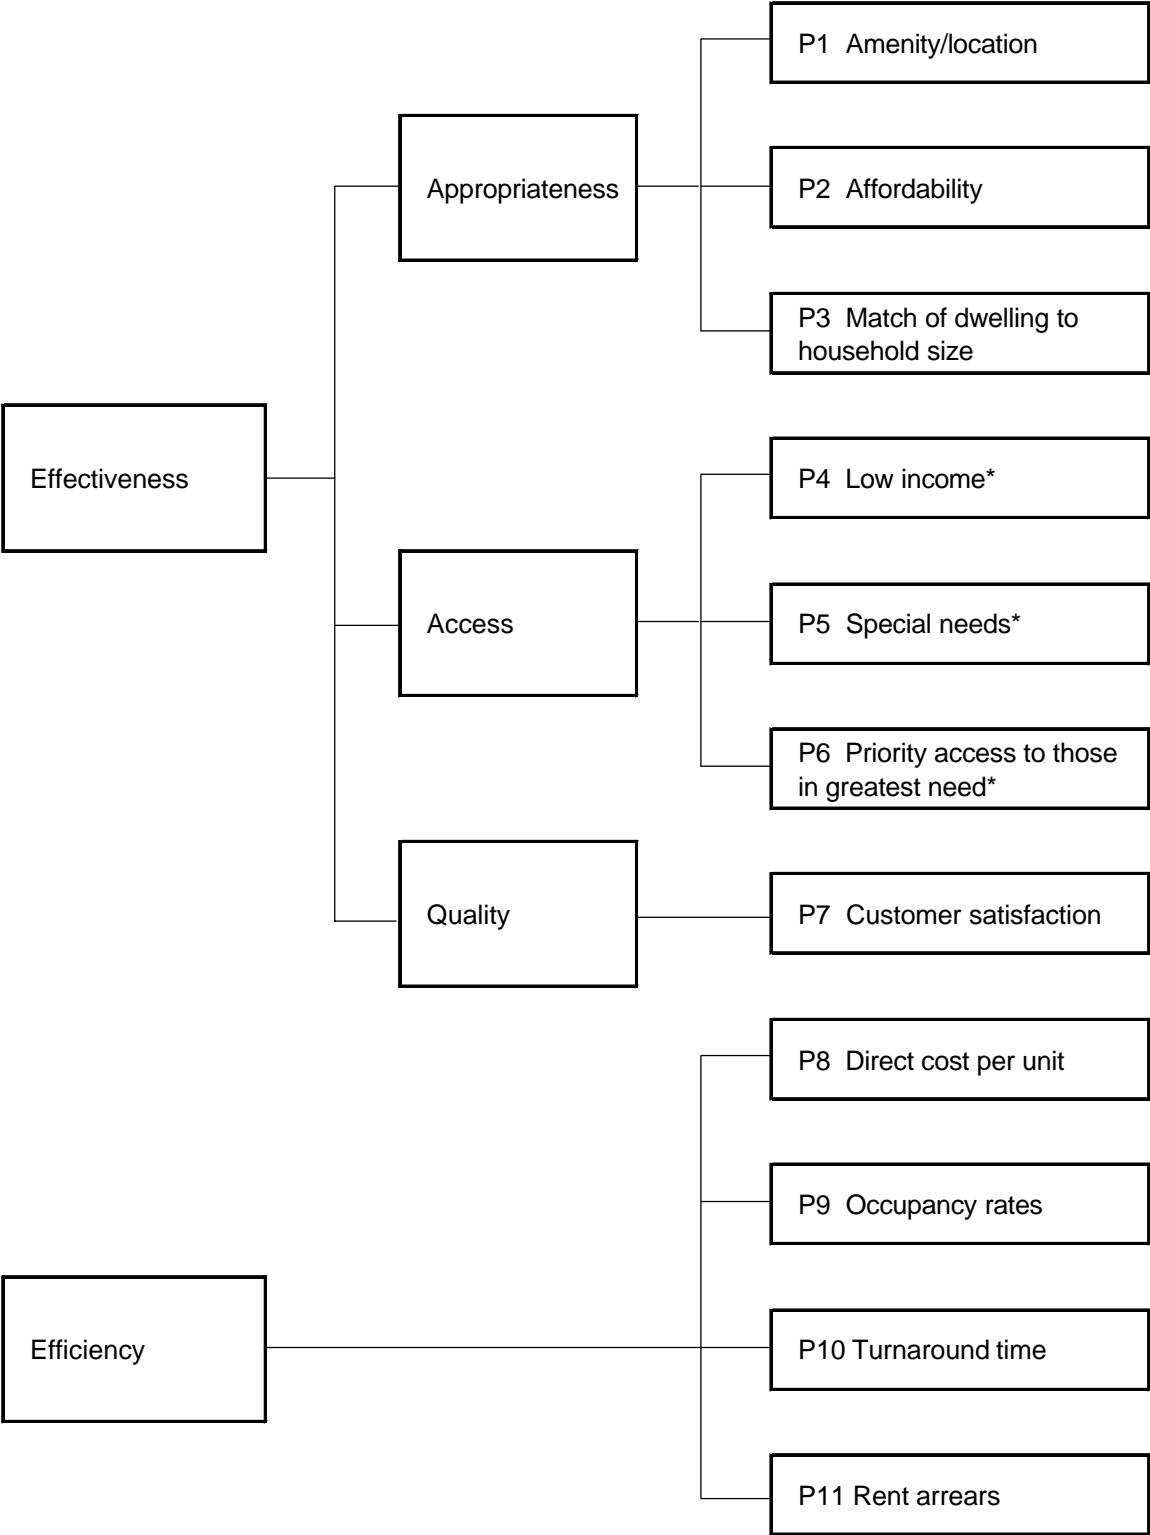 P1 Amenity/location
Appropriateness
P2 Affordability
P3 Match of dwelling to
household size
Effectiveness
P4 Low income*
Access
P5 Special needs*
P6 Priority access to those
in greatest need*
Quality
P7 Customer satisfaction
P8 Direct cost per unit
P9 Occupancy rates
Efficiency
P10 Turnaround time
P11 Rent arrears